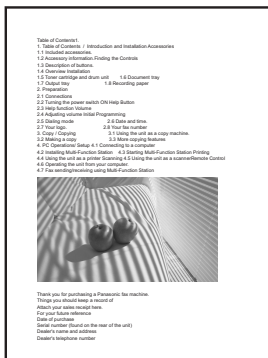 Table of Contents1.
1. Table of Contents  /  Introduction and Installation Accessories
1.1 Included accessories.
1.2 Accessory information.Finding the Controls
1.3 Description of buttons.
1.4 Overview Installation
1.5 Toner cartridge and drum unit     1.6 Document tray
1.7 Output tray     1.8 Recording paper
2. Preparation
2.1 Connections
2.2 Turning the power switch ON Help Button
2.3 Help function Volume
2.4 Adjusting volume Initial Programming
2.5 Dialing mode     2.6 Date and time.
2.7 Your logo.     2.8 Your fax number
3. Copy / Copying     3.1 Using the unit as a copy machine.
3.2 Making a copy     3.3 More copying features
4. PC Operations/ Setup 4.1 Connecting to a computer
4.2 Installing Multi-Function Station   4.3 Starting Multi-Function Station Printing
4.4 Using the unit as a printer Scanning 4.5 Using the unit as a scannerRemote Control
4.6 Operating the unit from your computer.
4.7 Fax sending/receiving using Multi-Function Station
Thank you for purchasing a Panasonic fax machine.
Things you should keep a record of
Attach your sales receipt here.
For your future reference
Date of purchase
Serial number (found on the rear of the unit)
Dealer's name and address
Dealer's telephone number